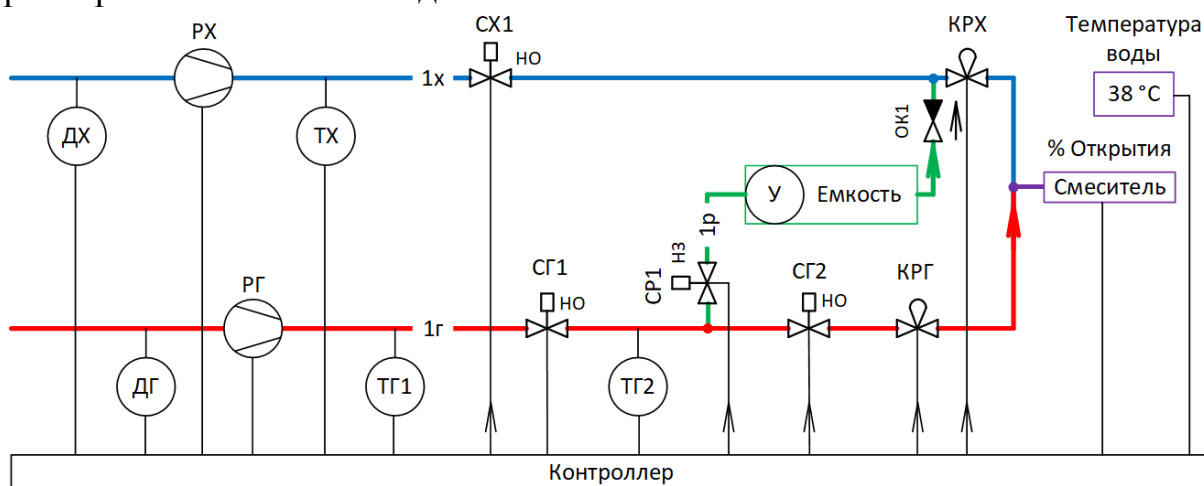 РХ
СХ1
НО
КРХ
Температура
воды
38 °C
1х
ДХ
ТХ
ОК1
% Открытия
Смеситель
У
Емкость
1р
НЗ
СР1
РГ
СГ1
НО
СГ2
НО
КРГ
1г
ДГ
ТГ1
ТГ2
Контроллер